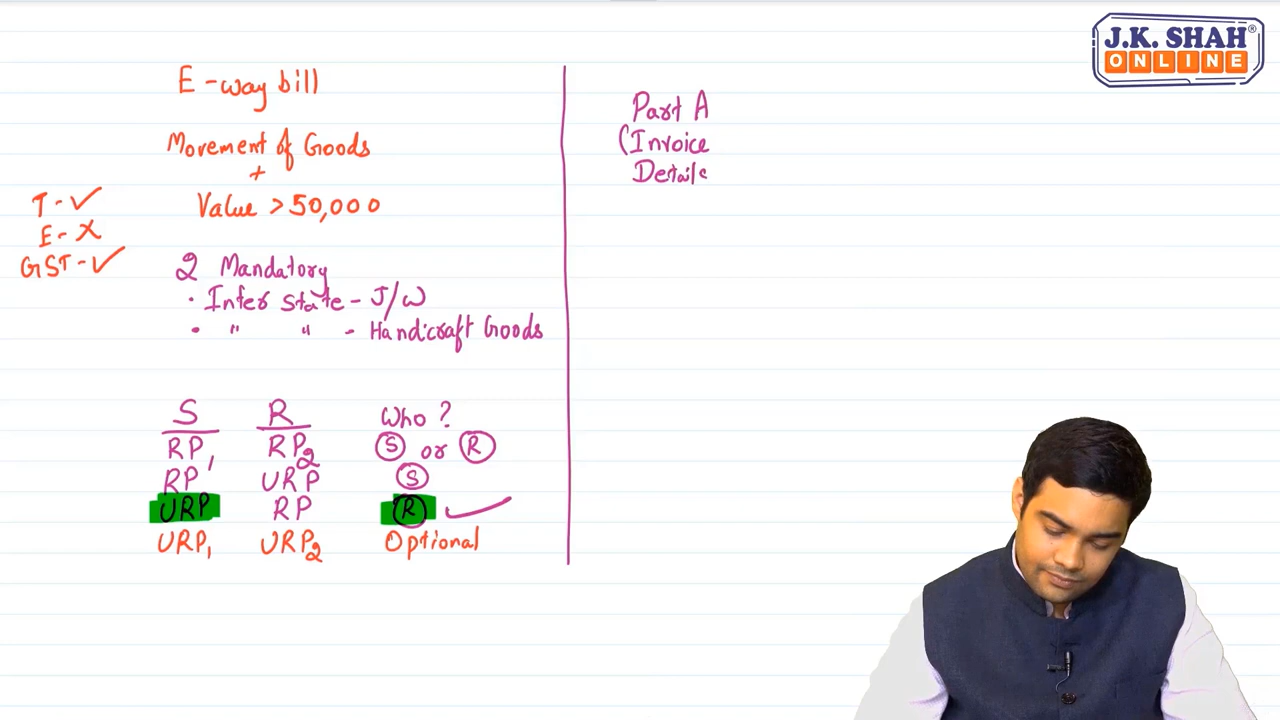 J.K. SHAH®
ONLINE
E-way bill
Movement of Goods
+
Value > 50,000
T - ✓
E - X
GST - ✓
2 Mandatory
• Inter State - J/W
• " " - Handicraft Goods
S R Who?
RP1 RP2 S or R
RP URP S
URP RP R ✓
URP1 URP2 Optional
Part A
(Invoice
Details